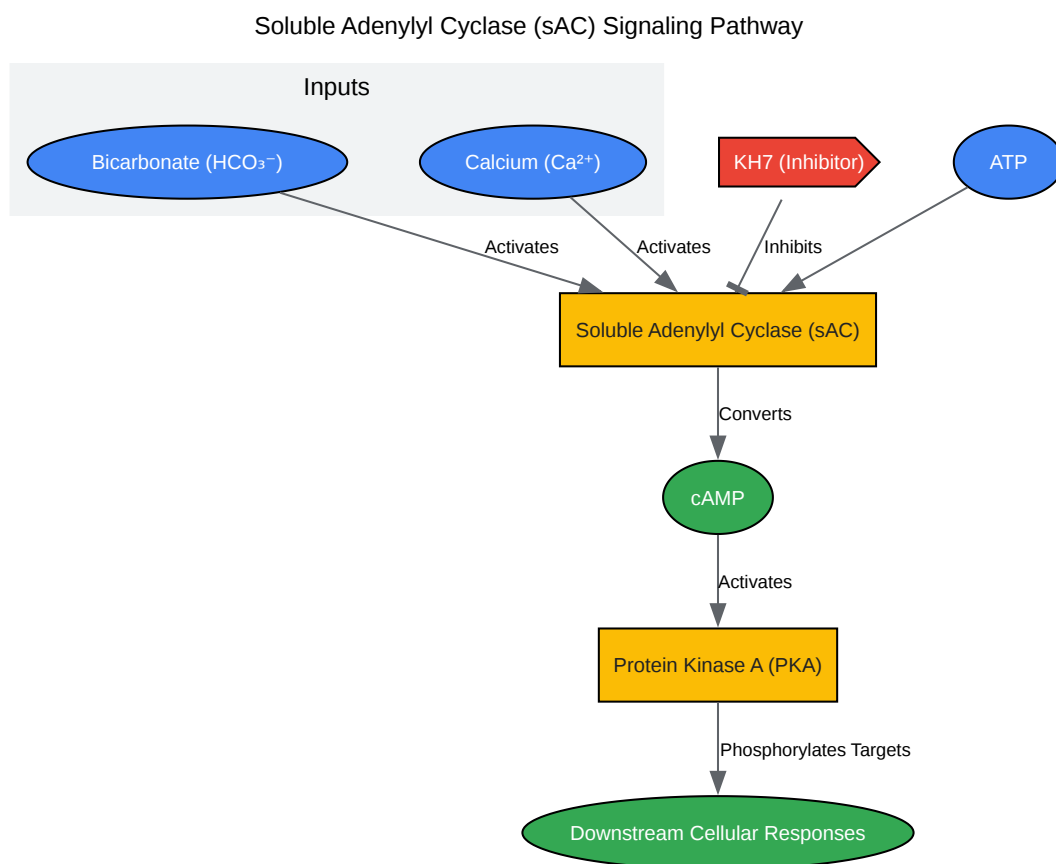 Soluble Adenylyl Cyclase (sAC) Signaling Pathway
Inputs
Bicarbonate (HCO₃⁻)
Calcium (Ca²⁺)
KH7 (Inhibitor)
ATP
Activates
Activates
Inhibits
Soluble Adenylyl Cyclase (sAC)
Converts
cAMP
Activates
Protein Kinase A (PKA)
Phosphorylates Targets
Downstream Cellular Responses